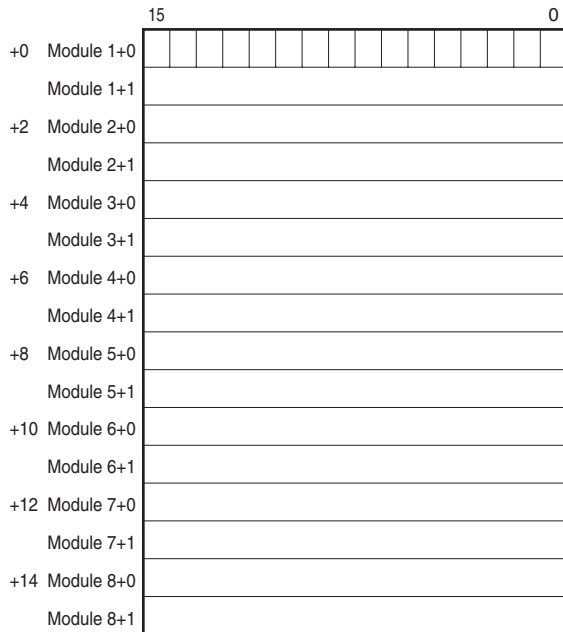 15 0
+0 Module 1+0
Module 1+1
+2 Module 2+0
Module 2+1
+4 Module 3+0
Module 3+1
+6 Module 4+0
Module 4+1
+8 Module 5+0
Module 5+1
+10 Module 6+0
Module 6+1
+12 Module 7+0
Module 7+1
+14 Module 8+0
Module 8+1